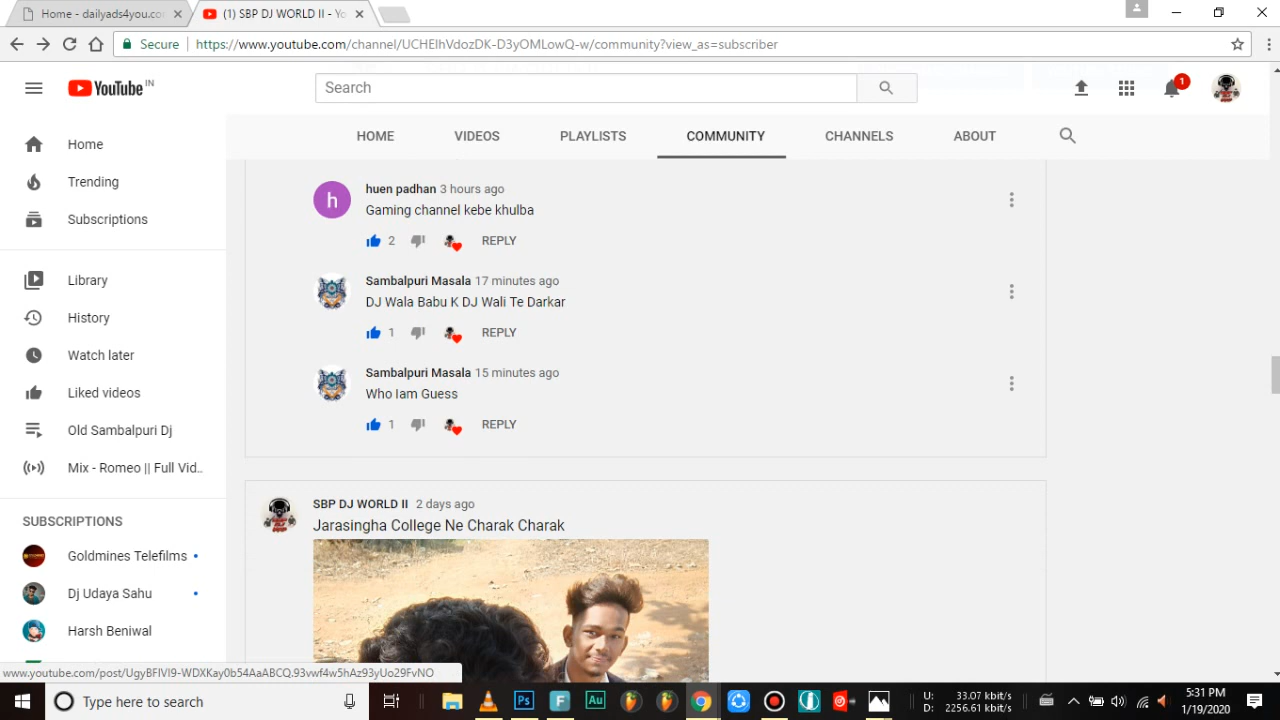 Home - dailyads4you.co
(1) SBP DJ WORLD II - Yo
Secure
https://www.youtube.com/channel/UCHElhVdozDK-D3yOMLowQ-w/community?view_as=subscriber
YouTube IN
Search
1
HOME
VIDEOS
PLAYLISTS
COMMUNITY
CHANNELS
ABOUT
Home
Trending
Subscriptions
Library
History
Watch later
Liked videos
Old Sambalpuri Dj
Mix - Romeo || Full Vid..
SUBSCRIPTIONS
Goldmines Telefilms
Dj Udaya Sahu
Harsh Beniwal
h
huen padhan 3 hours ago
Gaming channel kebe khulba
2 REPLY
Sambalpuri Masala 17 minutes ago
DJ Wala Babu K DJ Wali Te Darkar
1 REPLY
Sambalpuri Masala 15 minutes ago
Who Iam Guess
1 REPLY
SBP DJ WORLD II 2 days ago
Jarasingha College Ne Charak Charak
www.youtube.com/post/UgyBFIVI9-WDXKay0b54AaABCQ.93vwf4w5hAz93yUo29FvNO
Type here to search
Ps
F
Au
U: 33.07 kbit/s
D: 2256.61 kbit/s
5:31 PM
1/19/2020